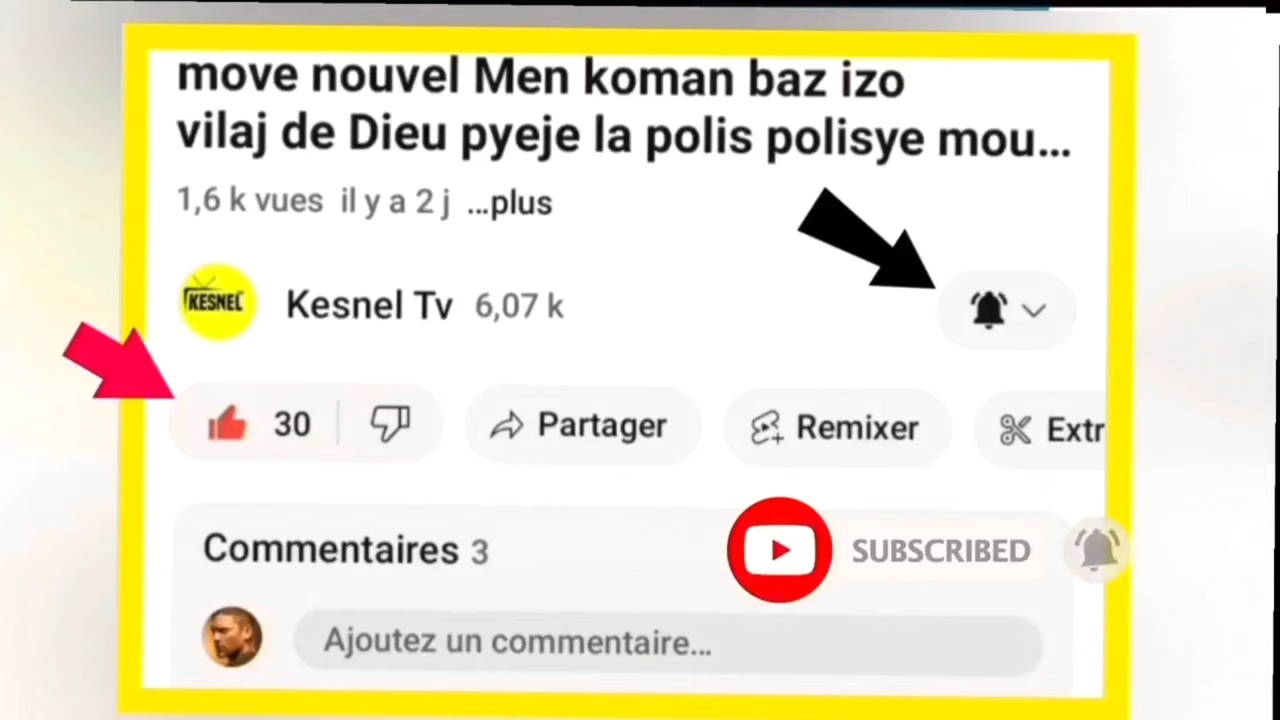 move nouvel Men koman baz izo
vilaj de Dieu pyeje la polis polisye mou...
1,6 k vues il y a 2 j ...plus
KESNEL
Kesnel Tv 6,07 k
30 Partager Remixer Extr
Commentaires 3
SUBSCRIBED
Ajoutez un commentaire...